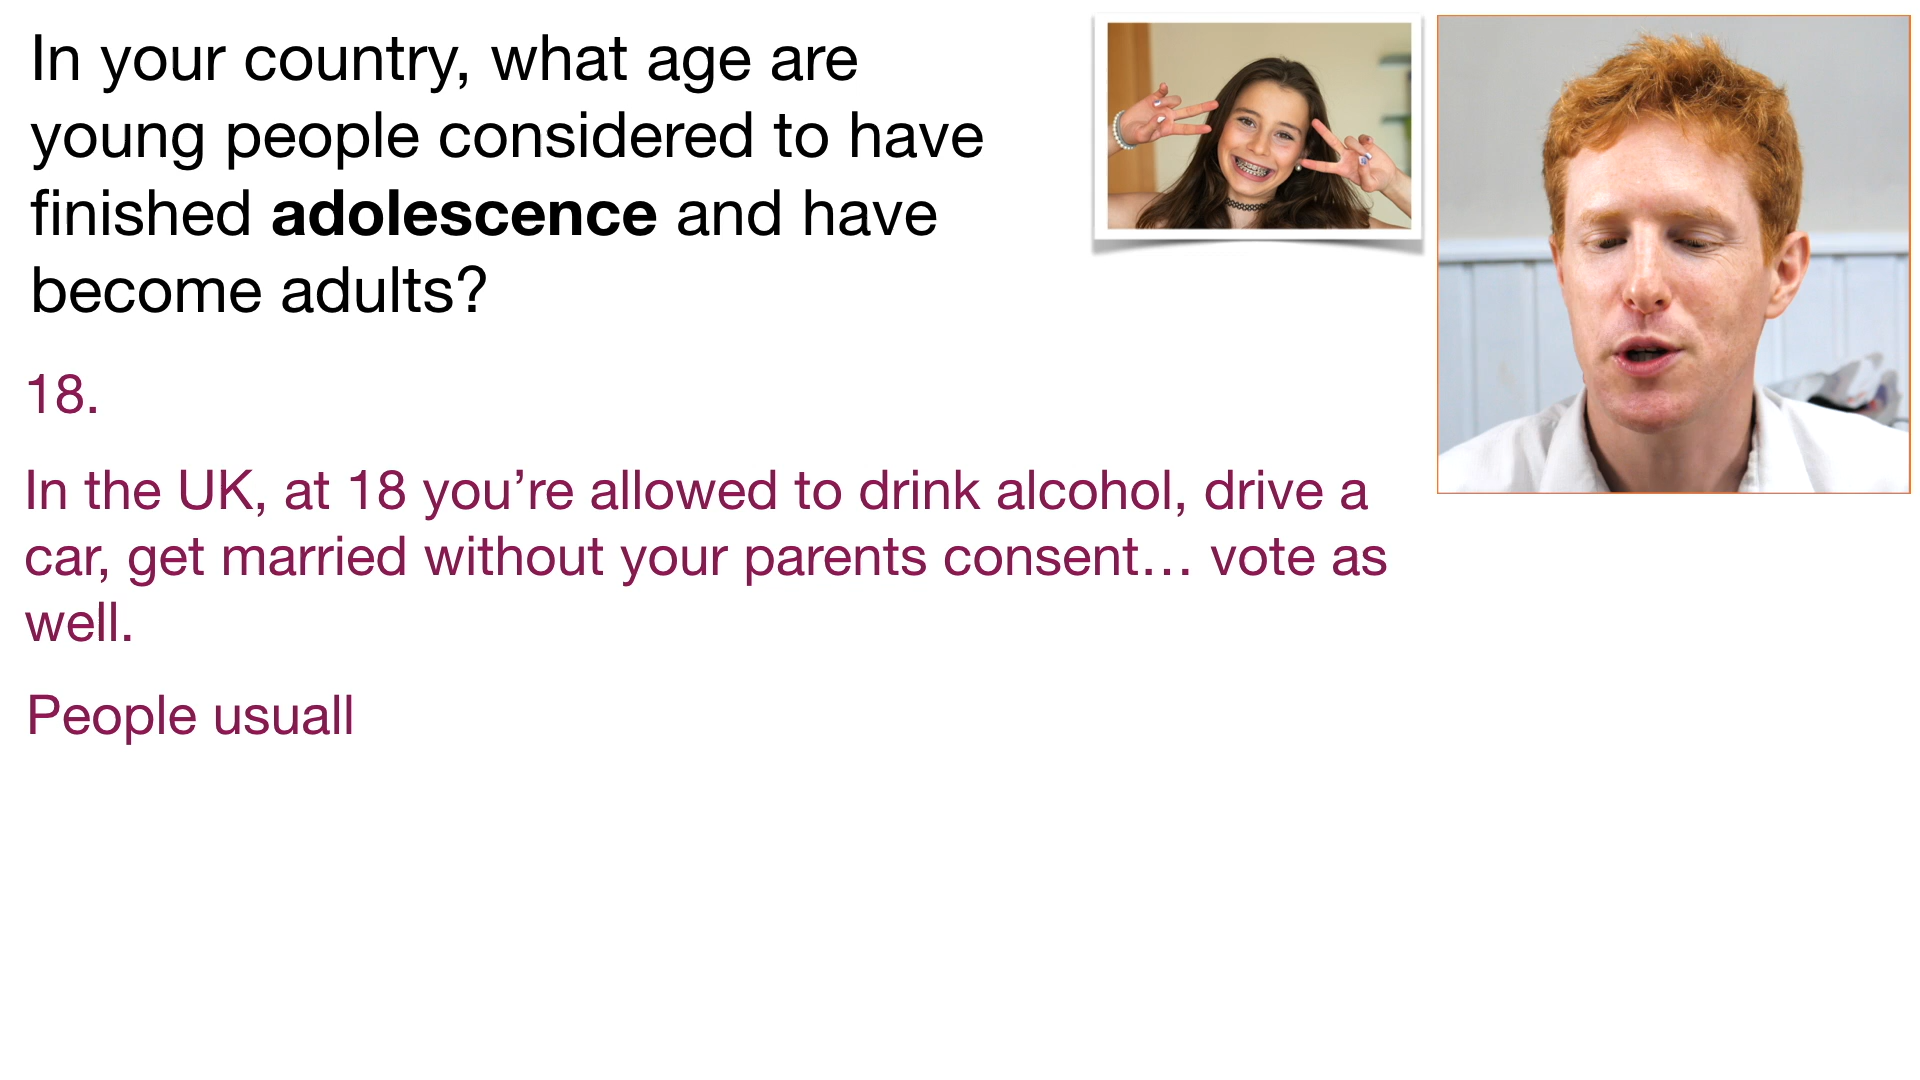 In your country, what age are
young people considered to have
finished adolescence and have
become adults?
18.
In the UK, at 18 you’re allowed to drink alcohol, drive a
car, get married without your parents consent… vote as
well.
People usuall